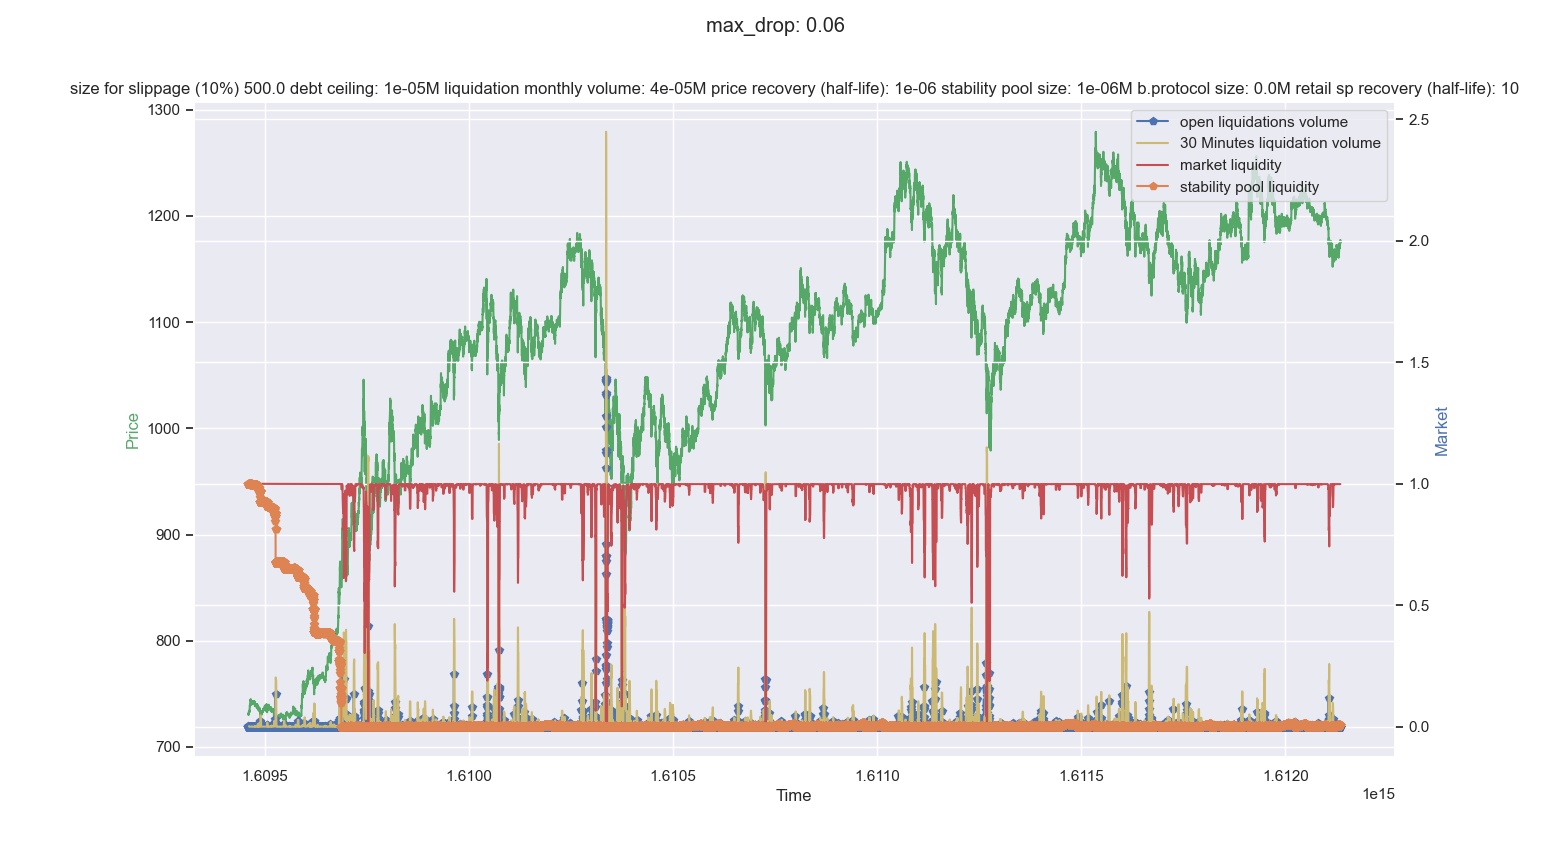 max_drop: 0.06
size for slippage (10%) 500.0 debt ceiling: 1e-05M liquidation monthly volume: 4e-05M price recovery (half-life): 1e-06 stability pool size: 1e-06M b.protocol size: 0.0M retail sp recovery (half-life): 10
1300
1200
1100
1000
900
800
700
Price
open liquidations volume
30 Minutes liquidation volume
market liquidity
stability pool liquidity
2.5
2.0
1.5
1.0
0.5
0.0
Market
1.6095
1.6100
1.6105
1.6110
1.6115
1.6120
Time
1e15